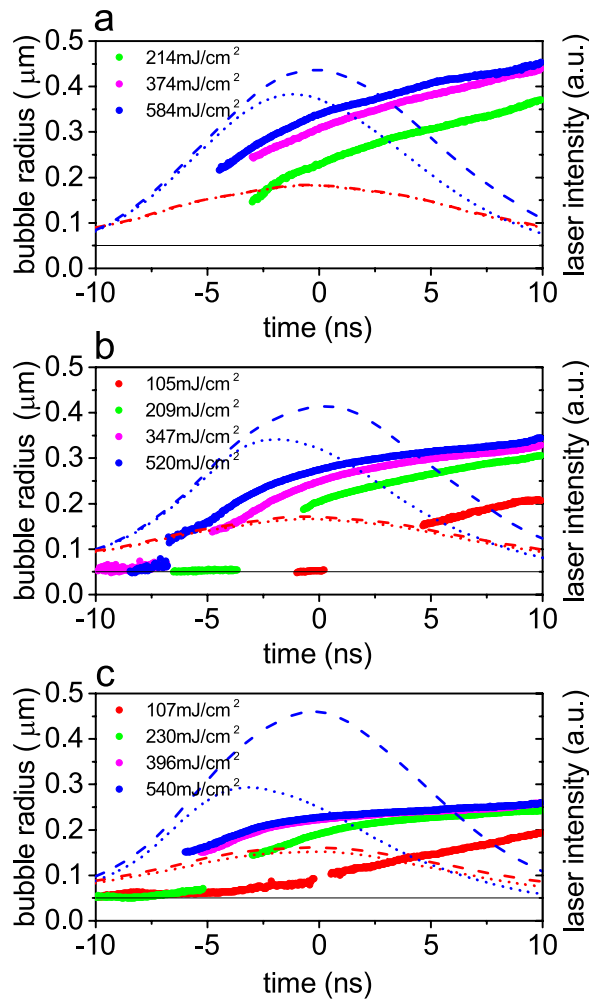 a
0.5
0.4
0.3
0.2
0.1
0.0
bubble radius (μm)
214mJ/cm²
374mJ/cm²
584mJ/cm²
laser intensity (a.u.)
-10 -5 0 5 10
time (ns)
b
0.5
0.4
0.3
0.2
0.1
0.0
bubble radius (μm)
105mJ/cm²
209mJ/cm²
347mJ/cm²
520mJ/cm²
laser intensity (a.u.)
-10 -5 0 5 10
time (ns)
c
0.5
0.4
0.3
0.2
0.1
0.0
bubble radius (μm)
107mJ/cm²
230mJ/cm²
396mJ/cm²
540mJ/cm²
laser intensity (a.u.)
-10 -5 0 5 10
time (ns)